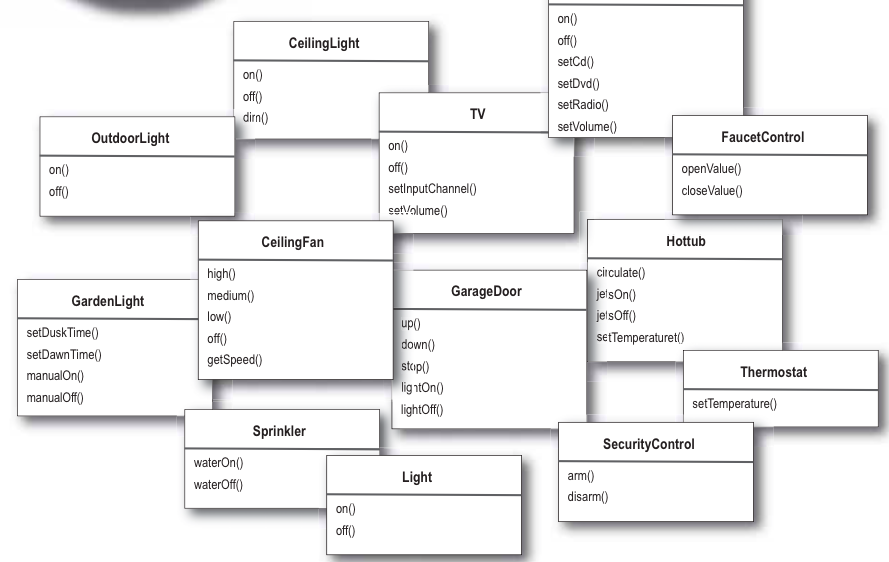 on()
off()
setCd()
setDvd()
setRadio()
setVolume()
CeilingLight
on()
off()
dim()
TV
on()
off()
setInputChannel()
setVolume()
OutdoorLight
on()
off()
FaucetControl
openValue()
closeValue()
CeilingFan
high()
medium()
low()
off()
getSpeed()
Hottub
circulate()
jetsOn()
jetsOff()
setTemperaturet()
GardenLight
setDuskTime()
setDawnTime()
manualOn()
manualOff()
GarageDoor
up()
down()
stop()
lightOn()
lightOff()
Thermostat
setTemperature()
Sprinkler
waterOn()
waterOff()
SecurityControl
arm()
disarm()
Light
on()
off()